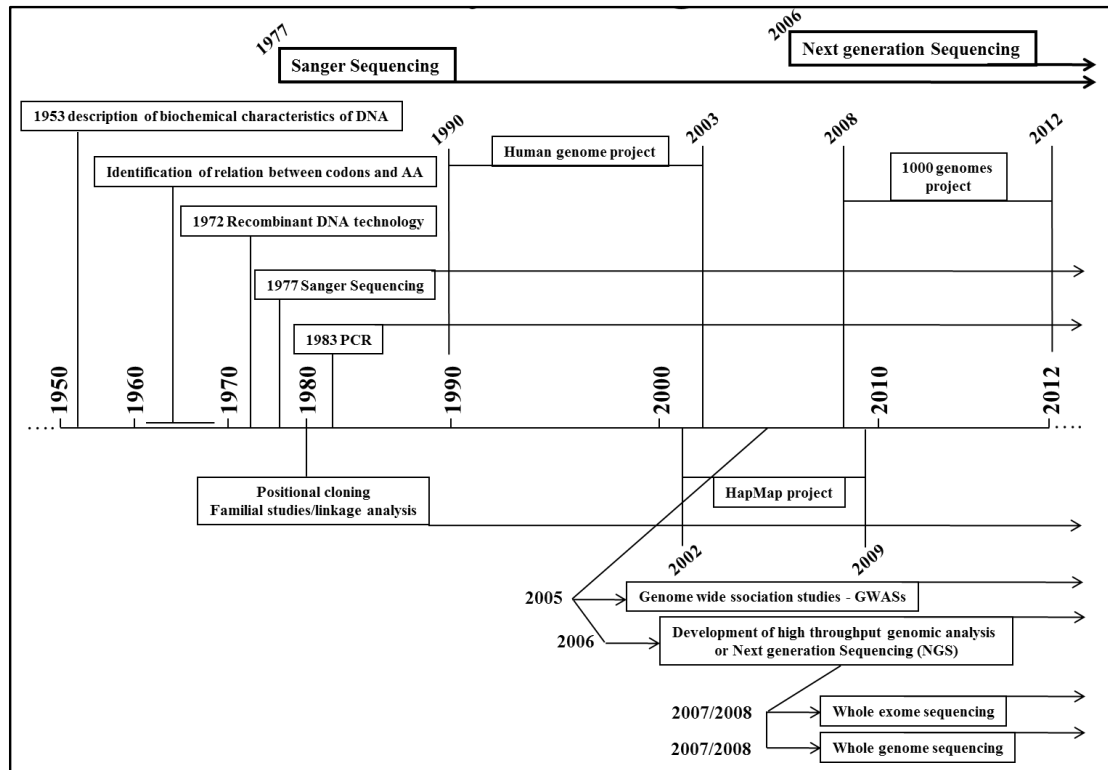 1977
Sanger Sequencing
2006
Next generation Sequencing
1953 description of biochemical characteristics of DNA
Identification of relation between codons and AA
1972 Recombinant DNA technology
1977 Sanger Sequencing
1983 PCR
1990
Human genome project
2003
2008
1000 genomes
project
2012
1950
1960
1970
1980
1990
2000
2010
2012
....
....
Positional cloning
Familial studies/linkage analysis
HapMap project
2002
2009
2005
Genome wide ssociation studies - GWASs
2006
Development of high throughput genomic analysis
or Next generation Sequencing (NGS)
2007/2008
Whole exome sequencing
2007/2008
Whole genome sequencing